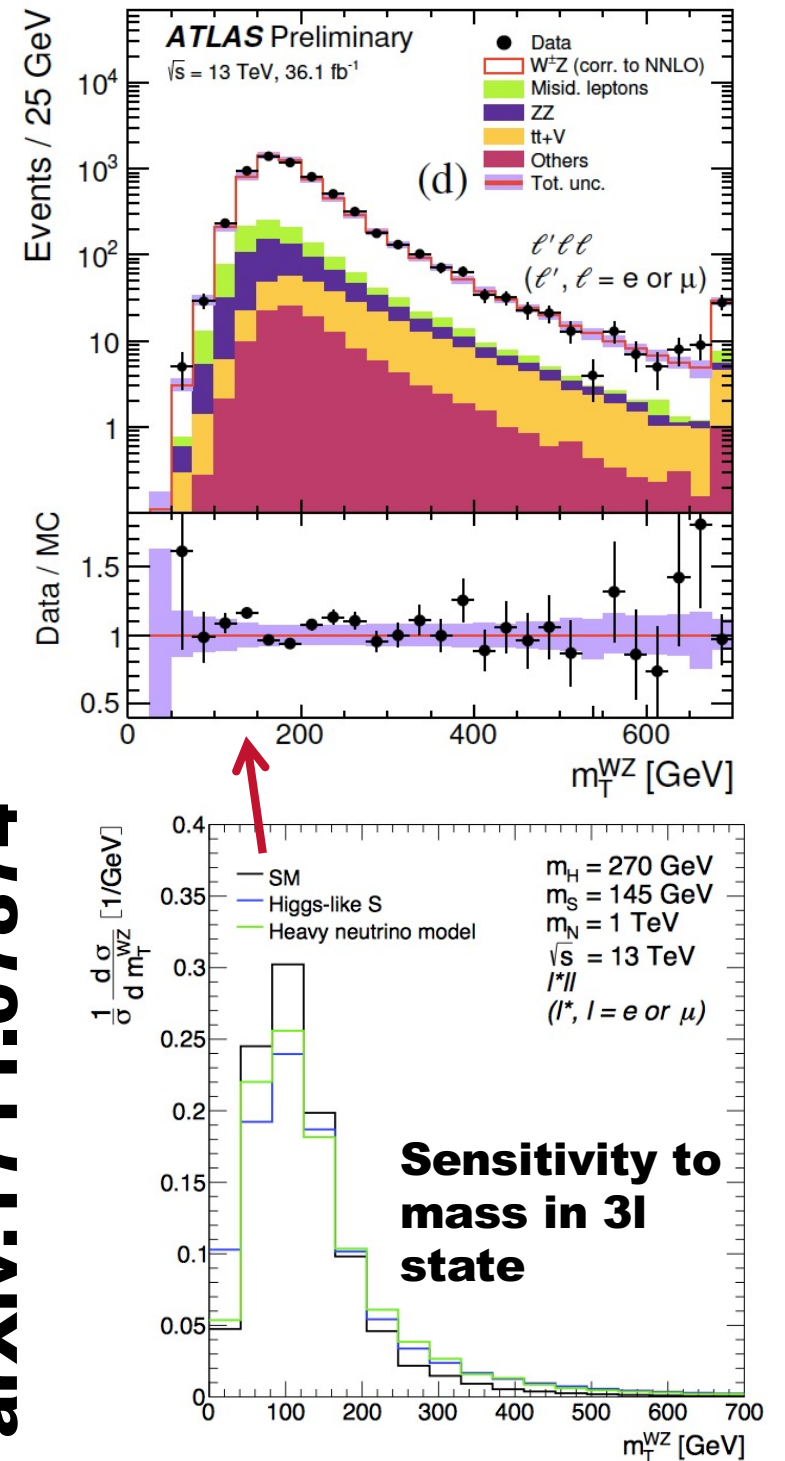 ATLAS Preliminary
√s = 13 TeV, 36.1 fb⁻¹
Data
W±Z (corr. to NNLO)
Misid. leptons
ZZ
tt+V
Others
Tot. unc.
(d)
ℓ'ℓℓ
(ℓ', ℓ = e or μ)
Events / 25 GeV
10⁴
10³
10²
10
1
Data / MC
1.5
1
0.5
0 200 400 600
m_T^WZ [GeV]
1/σ d σ/d m_T^WZ [1/GeV]
0.4
0.35
0.3
0.25
0.2
0.15
0.1
0.05
0
SM
Higgs-like S
Heavy neutrino model
m_H = 270 GeV
m_S = 145 GeV
m_N = 1 TeV
√s = 13 TeV
l*ll
(l*, l = e or μ)
Sensitivity to
mass in 3l
state
0 100 200 300 400 500 600 700
m_T^WZ [GeV]